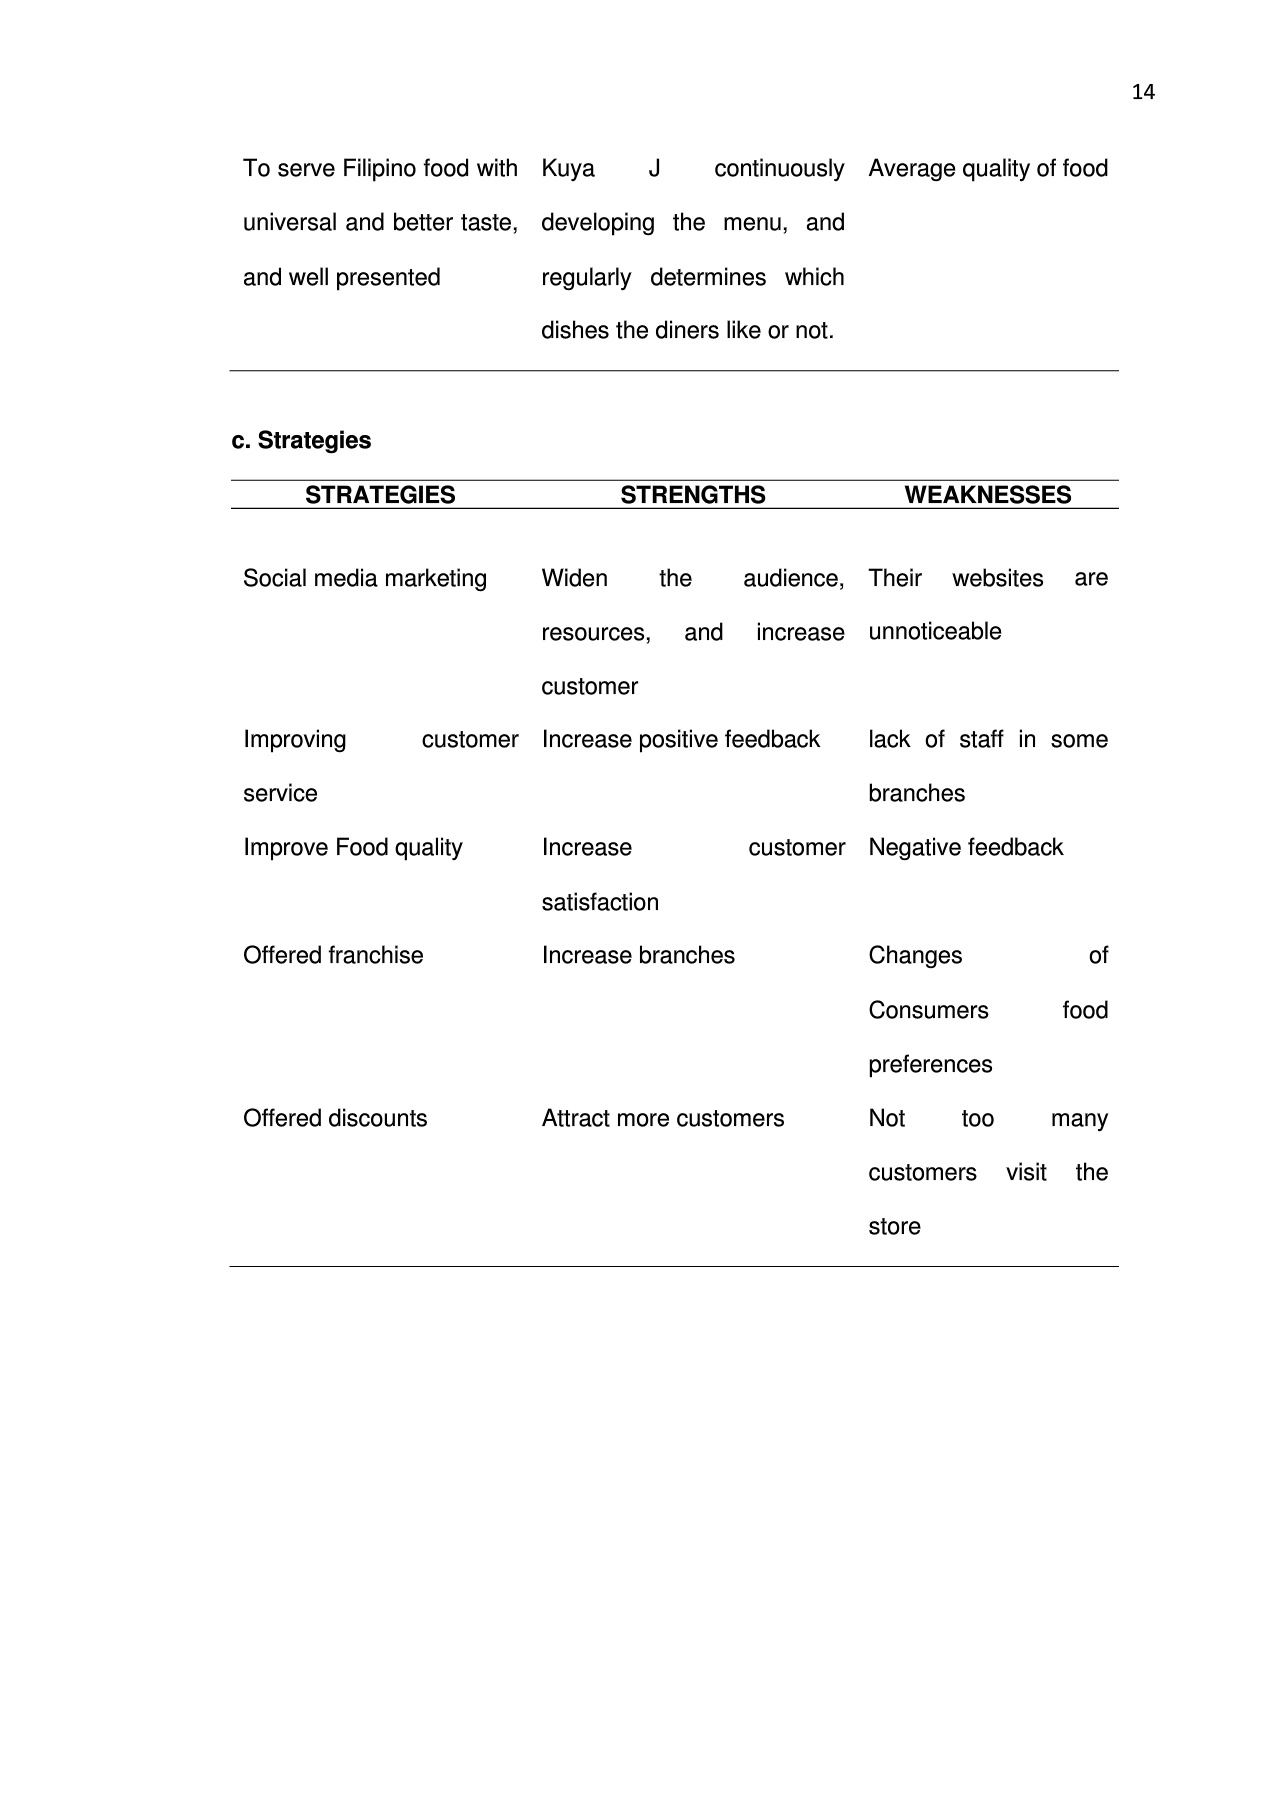 14
To serve Filipino food with Kuya J continuously Average quality of food
universal and better taste, developing the menu, and
and well presented regularly determines which
dishes the diners like or not.
c. Strategies
STRATEGIES STRENGTHS WEAKNESSES
Social media marketing Widen the audience, Their websites are
resources, and increase unnoticeable
customer
Improving customer Increase positive feedback lack of staff in some
service branches
Improve Food quality Increase customer Negative feedback
satisfaction
Offered franchise Increase branches Changes of
Consumers food
preferences
Offered discounts Attract more customers Not too many
customers visit the
store